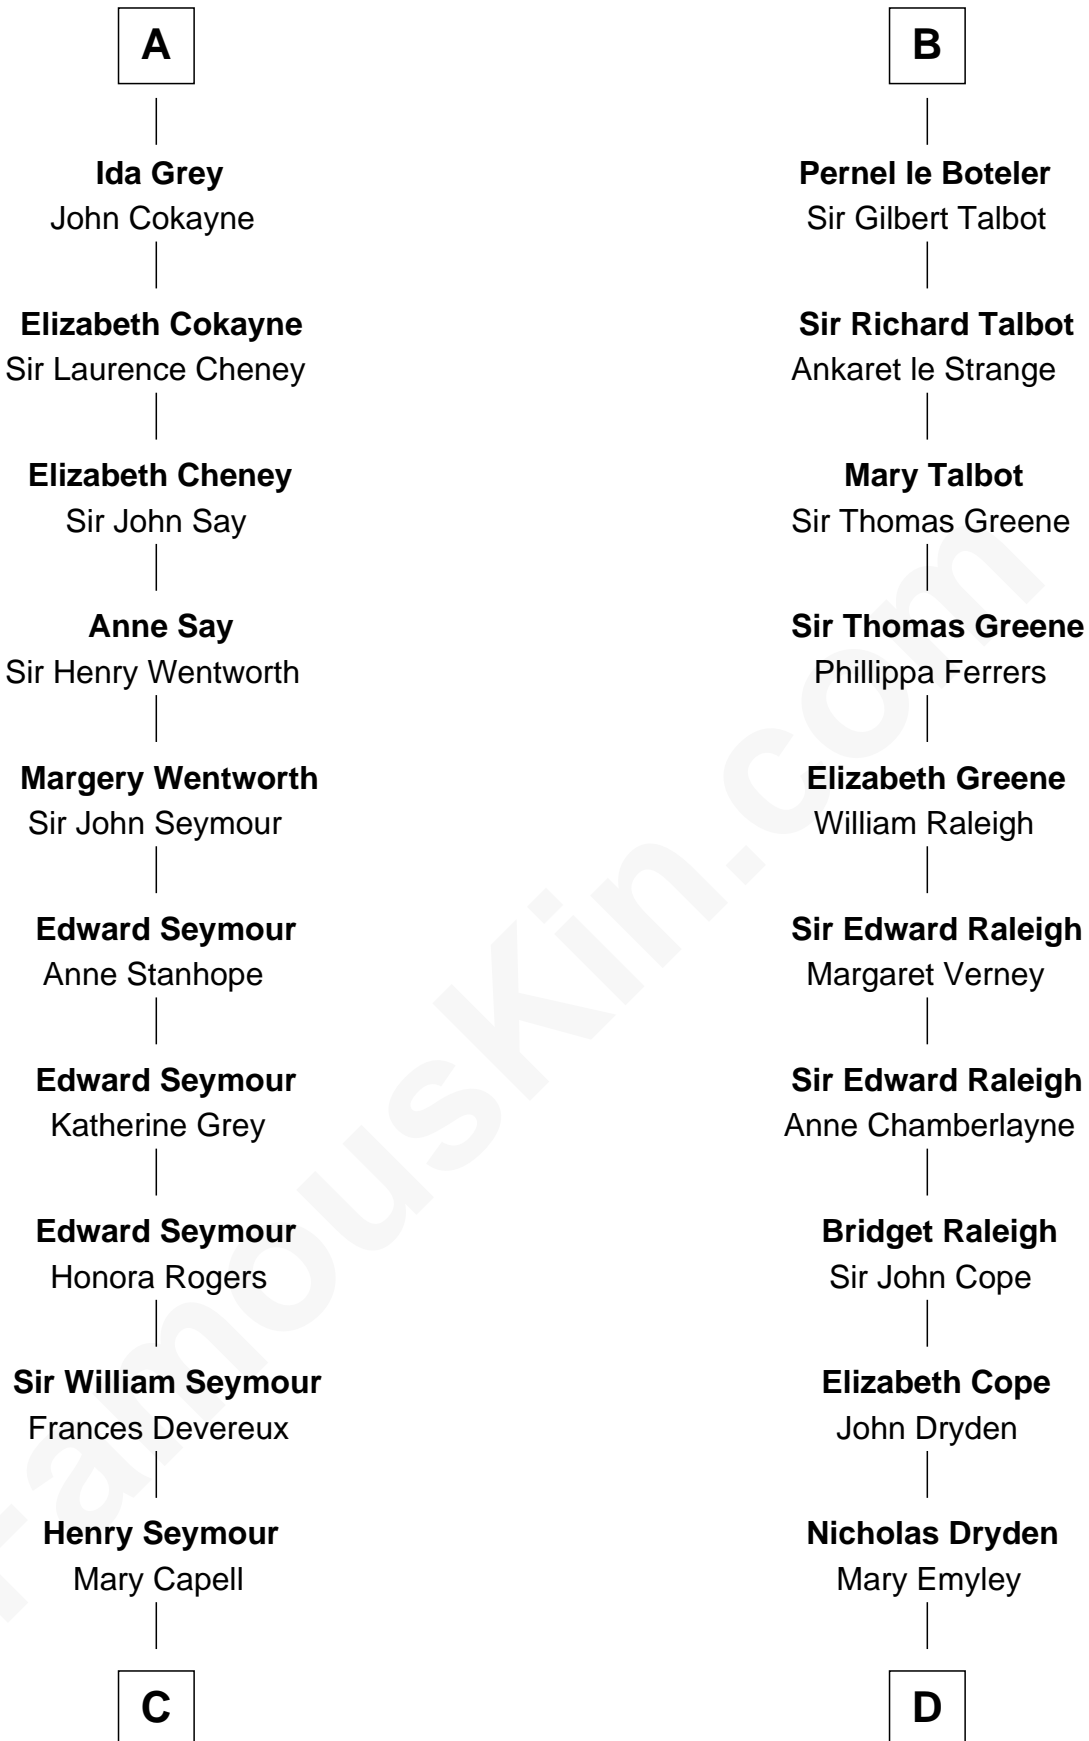 A
Ida Grey
John Cokayne
Elizabeth Cokayne
Sir Laurence Cheney
Elizabeth Cheney
Sir John Say
Anne Say
Sir Henry Wentworth
Margery Wentworth
Sir John Seymour
Edward Seymour
Anne Stanhope
Edward Seymour
Katherine Grey
Edward Seymour
Honora Rogers
Sir William Seymour
Frances Devereux
Henry Seymour
Mary Capell
C
B
Pernel le Boteler
Sir Gilbert Talbot
Sir Richard Talbot
Ankaret le Strange
Mary Talbot
Sir Thomas Greene
Sir Thomas Greene
Phillippa Ferrers
Elizabeth Greene
William Raleigh
Sir Edward Raleigh
Margaret Verney
Sir Edward Raleigh
Anne Chamberlayne
Bridget Raleigh
Sir John Cope
Elizabeth Cope
John Dryden
Nicholas Dryden
Mary Emyley
D
FamousKin.com